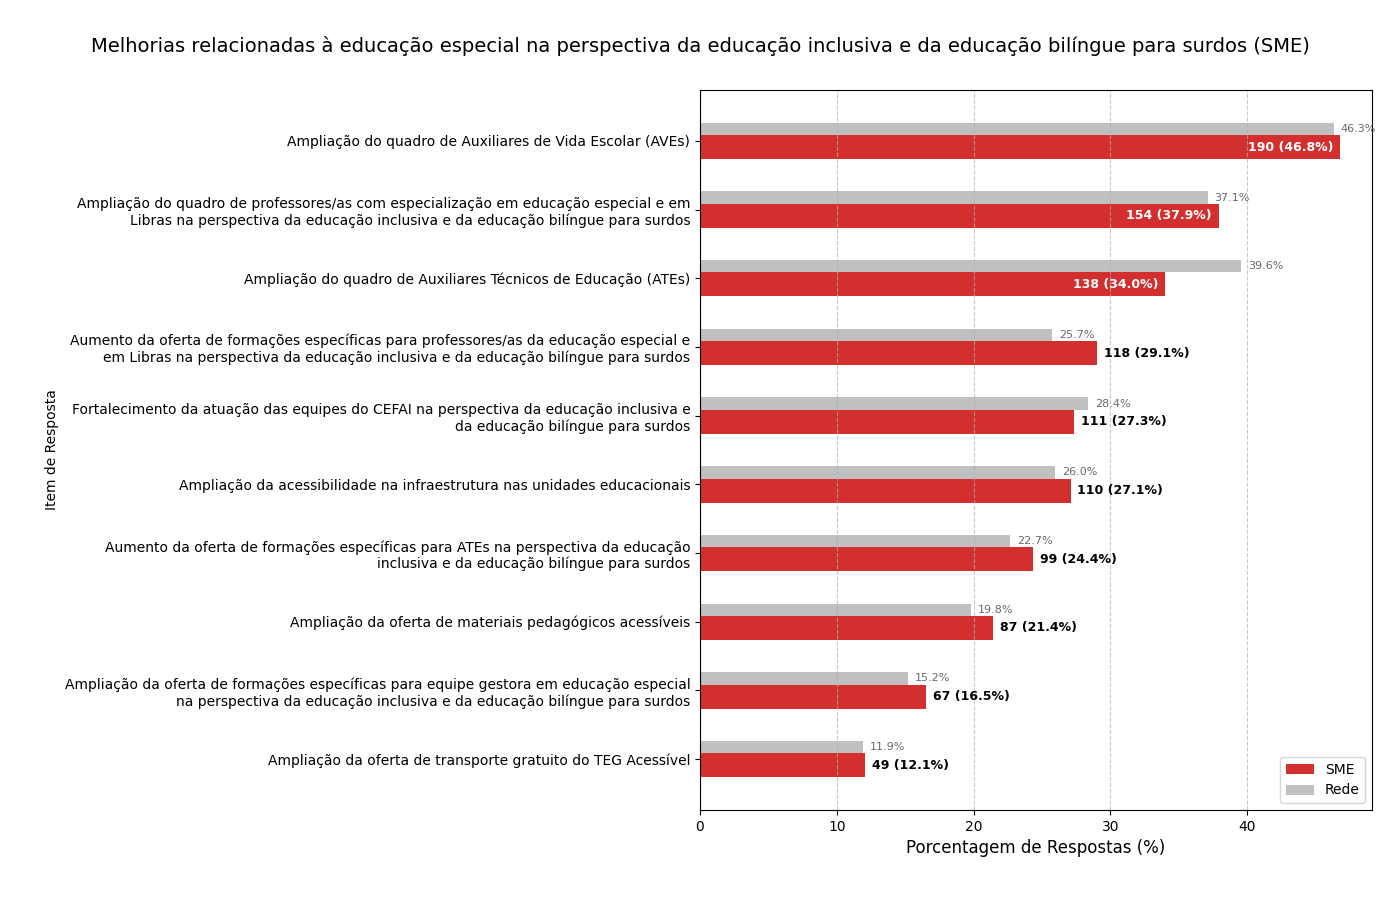 Melhorias relacionadas à educação especial na perspectiva da educação inclusiva e da educação bilíngue para surdos (SME)
Item de Resposta
Ampliação do quadro de Auxiliares de Vida Escolar (AVEs)
46.3%
190 (46.8%)
Ampliação do quadro de professores/as com especialização em educação especial e em
Libras na perspectiva da educação inclusiva e da educação bilíngue para surdos
37.1%
154 (37.9%)
Ampliação do quadro de Auxiliares Técnicos de Educação (ATEs)
39.6%
138 (34.0%)
Aumento da oferta de formações específicas para professores/as da educação especial e
em Libras na perspectiva da educação inclusiva e da educação bilíngue para surdos
25.7%
118 (29.1%)
Fortalecimento da atuação das equipes do CEFAI na perspectiva da educação inclusiva e
da educação bilíngue para surdos
28.4%
111 (27.3%)
Ampliação da acessibilidade na infraestrutura nas unidades educacionais
26.0%
110 (27.1%)
Aumento da oferta de formações específicas para ATEs na perspectiva da educação
inclusiva e da educação bilíngue para surdos
22.7%
99 (24.4%)
Ampliação da oferta de materiais pedagógicos acessíveis
19.8%
87 (21.4%)
Ampliação da oferta de formações específicas para equipe gestora em educação especial
na perspectiva da educação inclusiva e da educação bilíngue para surdos
15.2%
67 (16.5%)
Ampliação da oferta de transporte gratuito do TEG Acessível
11.9%
49 (12.1%)
SME
Rede
0 10 20 30 40
Porcentagem de Respostas (%)